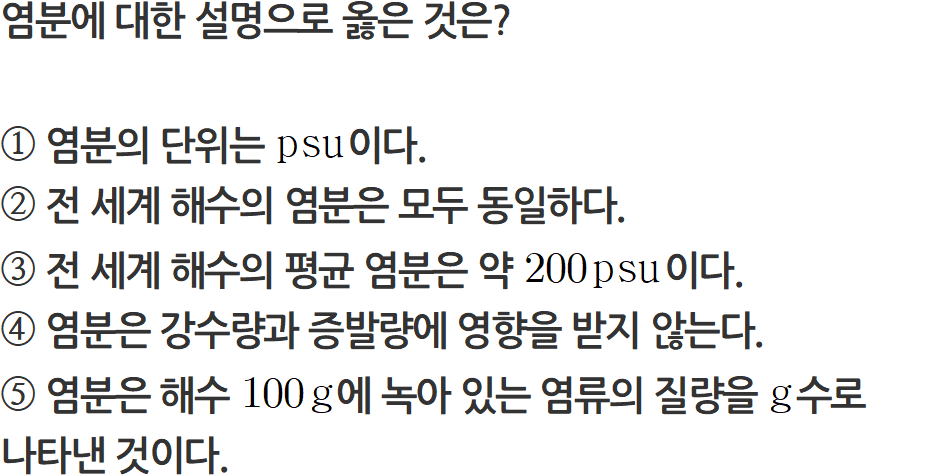 염분에 대한 설명으로 옳은 것은?
① 염분의 단위는 psu이다.
② 전 세계 해수의 염분은 모두 동일하다.
③ 전 세계 해수의 평균 염분은 약 200psu이다.
④ 염분은 강수량과 증발량에 영향을 받지 않는다.
⑤ 염분은 해수 100g에 녹아 있는 염류의 질량을 g수로
나타낸 것이다.